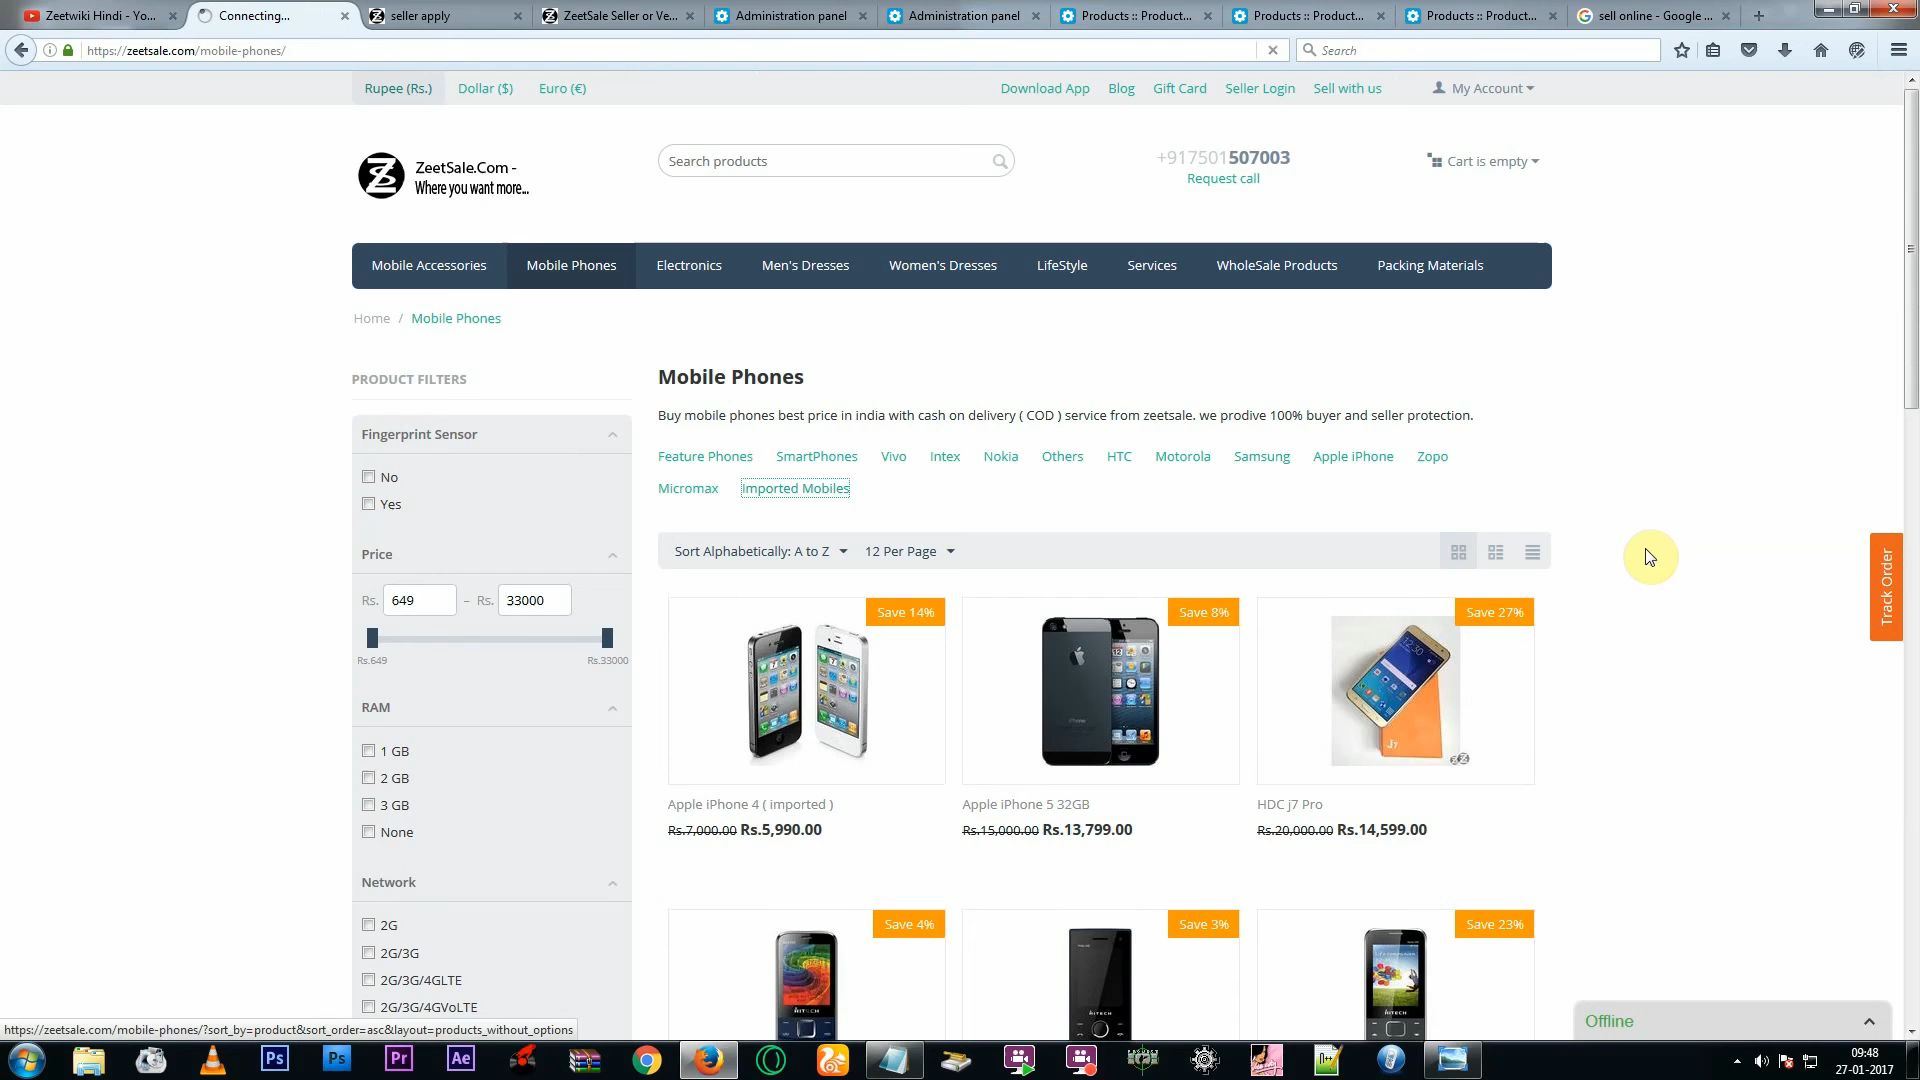 Zeetwiki Hindi - Yo...
Connecting...
seller apply
ZeetSale Seller or Ve...
Administration panel
Administration panel
Products :: Product...
Products :: Product...
Products :: Product...
sell online - Google ...
https://zeetsale.com/mobile-phones/
Search
Rupee (Rs.) Dollar ($) Euro (€)
Download App Blog Gift Card Seller Login Sell with us My Account
ZeetSale.Com -
Where you want more...
Search products
+917501507003
Request call
Cart is empty
Mobile Accessories Mobile Phones Electronics Men's Dresses Women's Dresses LifeStyle Services WholeSale Products Packing Materials
Home / Mobile Phones
PRODUCT FILTERS
Fingerprint Sensor
No
Yes
Price
Rs. 649 – Rs. 33000
Rs.649 Rs.33000
RAM
1 GB
2 GB
3 GB
None
Network
2G
2G/3G
2G/3G/4GLTE
2G/3G/4GVoLTE
Mobile Phones
Buy mobile phones best price in india with cash on delivery ( COD ) service from zeetsale. we prodive 100% buyer and seller protection.
Feature Phones SmartPhones Vivo Intex Nokia Others HTC Motorola Samsung Apple iPhone Zopo
Micromax Imported Mobiles
Sort Alphabetically: A to Z 12 Per Page
Save 14% Save 8% Save 27%
Apple iPhone 4 ( imported ) Apple iPhone 5 32GB HDC j7 Pro
Rs.7,000.00 Rs.5,990.00 Rs.15,000.00 Rs.13,799.00 Rs.20,000.00 Rs.14,599.00
Save 4% Save 3% Save 23%
Track Order
Offline
https://zeetsale.com/mobile-phones/?sort_by=product&sort_order=asc&layout=products_without_options
Ps
Ps
Pr
Ae
09:48
27-01-2017